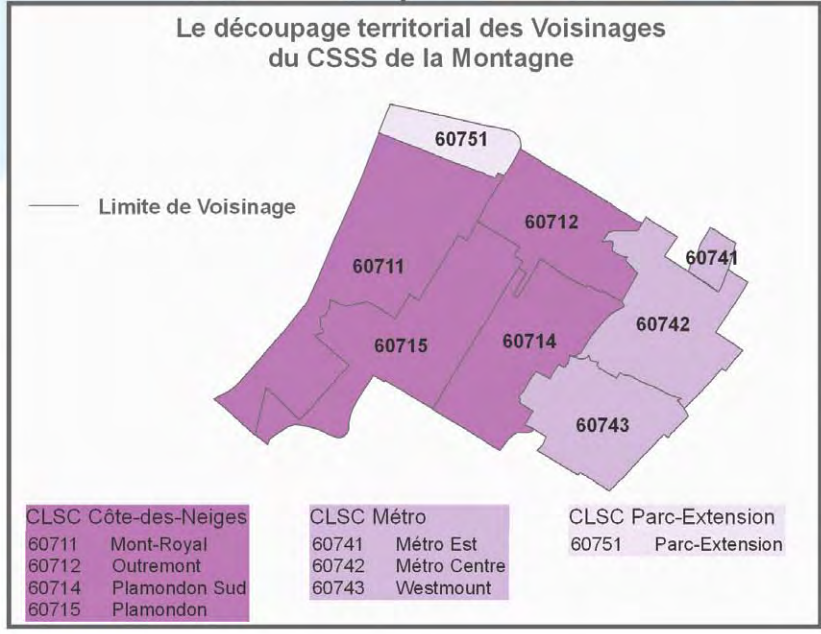 Le découpage territorial des Voisinages
du CSSS de la Montagne
60751
Limite de Voisinage
60712
60741
60711
60742
60715
60714
60743
CLSC Côte-des-Neiges
60711 Mont-Royal
60712 Outremont
60714 Plamondon Sud
60715 Plamondon
CLSC Métro
60741 Métro Est
60742 Métro Centre
60743 Westmount
CLSC Parc-Extension
60751 Parc-Extension